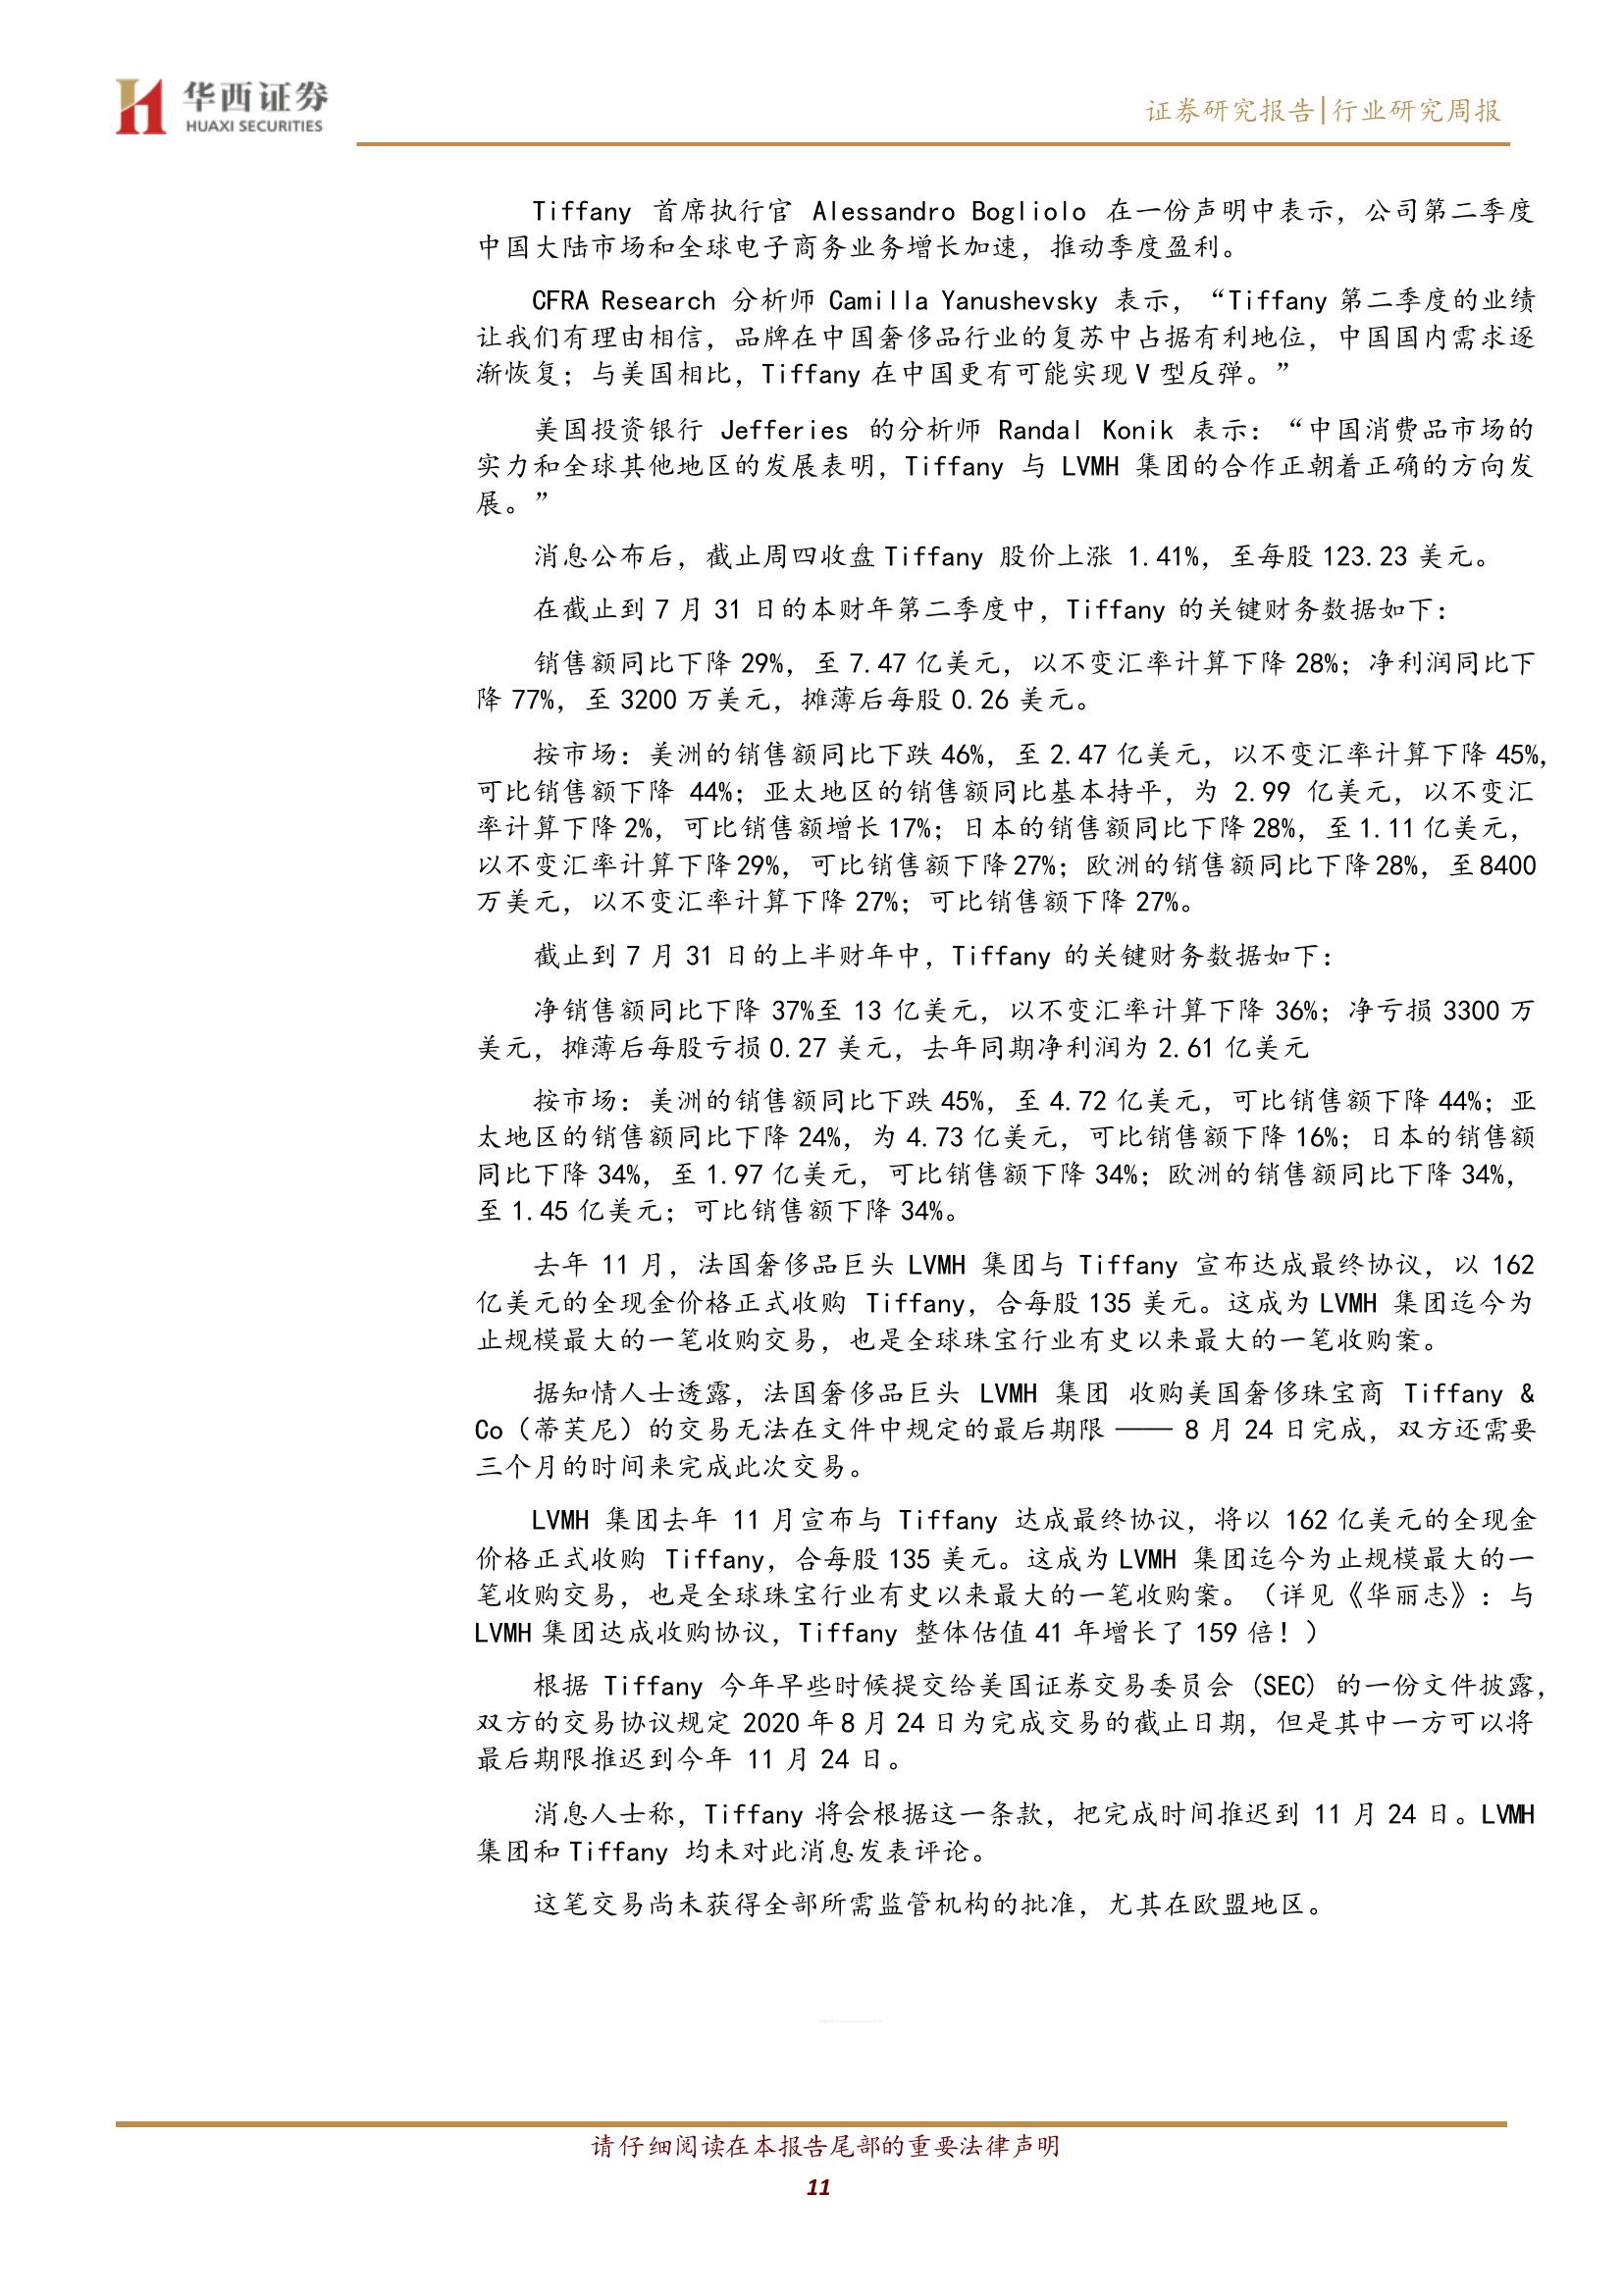 华西证券
HUAXI SECURITIES
证券研究报告|行业研究周报
Tiffany 首席执行官 Alessandro Bogliolo 在一份声明中表示，公司第二季度
中国大陆市场和全球电子商务业务增长加速，推动季度盈利。
CFRA Research 分析师 Camilla Yanushevsky 表示，“Tiffany 第二季度的业绩
让我们有理由相信，品牌在中国奢侈品行业的复苏中占据有利地位，中国国内需求逐
渐恢复；与美国相比，Tiffany 在中国更有可能实现 V 型反弹。”
美国投资银行 Jefferies 的分析师 Randal Konik 表示：“中国消费品市场的
实力和全球其他地区的发展表明，Tiffany 与 LVMH 集团的合作正朝着正确的方向发
展。”
消息公布后，截止周四收盘 Tiffany 股价上涨 1.41%，至每股 123.23 美元。
在截止到 7 月 31 日的本财年第二季度中，Tiffany 的关键财务数据如下：
销售额同比下降 29%，至 7.47 亿美元，以不变汇率计算下降 28%；净利润同比下
降 77%，至 3200 万美元，摊薄后每股 0.26 美元。
按市场：美洲的销售额同比下跌 46%，至 2.47 亿美元，以不变汇率计算下降 45%，
可比销售额下降 44%；亚太地区的销售额同比基本持平，为 2.99 亿美元，以不变汇
率计算下降 2%，可比销售额增长 17%；日本的销售额同比下降 28%，至 1.11 亿美元，
以不变汇率计算下降 29%，可比销售额下降 27%；欧洲的销售额同比下降 28%，至 8400
万美元，以不变汇率计算下降 27%；可比销售额下降 27%。
截止到 7 月 31 日的上半财年中，Tiffany 的关键财务数据如下：
净销售额同比下降 37%至 13 亿美元，以不变汇率计算下降 36%；净亏损 3300 万
美元，摊薄后每股亏损 0.27 美元，去年同期净利润为 2.61 亿美元
按市场：美洲的销售额同比下跌 45%，至 4.72 亿美元，可比销售额下降 44%；亚
太地区的销售额同比下降 24%，为 4.73 亿美元，可比销售额下降 16%；日本的销售额
同比下降 34%，至 1.97 亿美元，可比销售额下降 34%；欧洲的销售额同比下降 34%，
至 1.45 亿美元；可比销售额下降 34%。
去年 11 月，法国奢侈品巨头 LVMH 集团与 Tiffany 宣布达成最终协议，以 162
亿美元的全现金价格正式收购 Tiffany，合每股 135 美元。这成为 LVMH 集团迄今为
止规模最大的一笔收购交易，也是全球珠宝行业有史以来最大的一笔收购案。
据知情人士透露，法国奢侈品巨头 LVMH 集团 收购美国奢侈珠宝商 Tiffany &
Co（蒂芙尼）的交易无法在文件中规定的最后期限 —— 8 月 24 日完成，双方还需要
三个月的时间来完成此次交易。
LVMH 集团去年 11 月宣布与 Tiffany 达成最终协议，将以 162 亿美元的全现金
价格正式收购 Tiffany，合每股 135 美元。这成为 LVMH 集团迄今为止规模最大的一
笔收购交易，也是全球珠宝行业有史以来最大的一笔收购案。（详见《华丽志》：与
LVMH 集团达成收购协议，Tiffany 整体估值 41 年增长了 159 倍！）
根据 Tiffany 今年早些时候提交给美国证券交易委员会 (SEC) 的一份文件披露，
双方的交易协议规定 2020 年 8 月 24 日为完成交易的截止日期，但是其中一方可以将
最后期限推迟到今年 11 月 24 日。
消息人士称，Tiffany 将会根据这一条款，把完成时间推迟到 11 月 24 日。LVMH
集团和 Tiffany 均未对此消息发表评论。
这笔交易尚未获得全部所需监管机构的批准，尤其在欧盟地区。
请仔细阅读在本报告尾部的重要法律声明
11